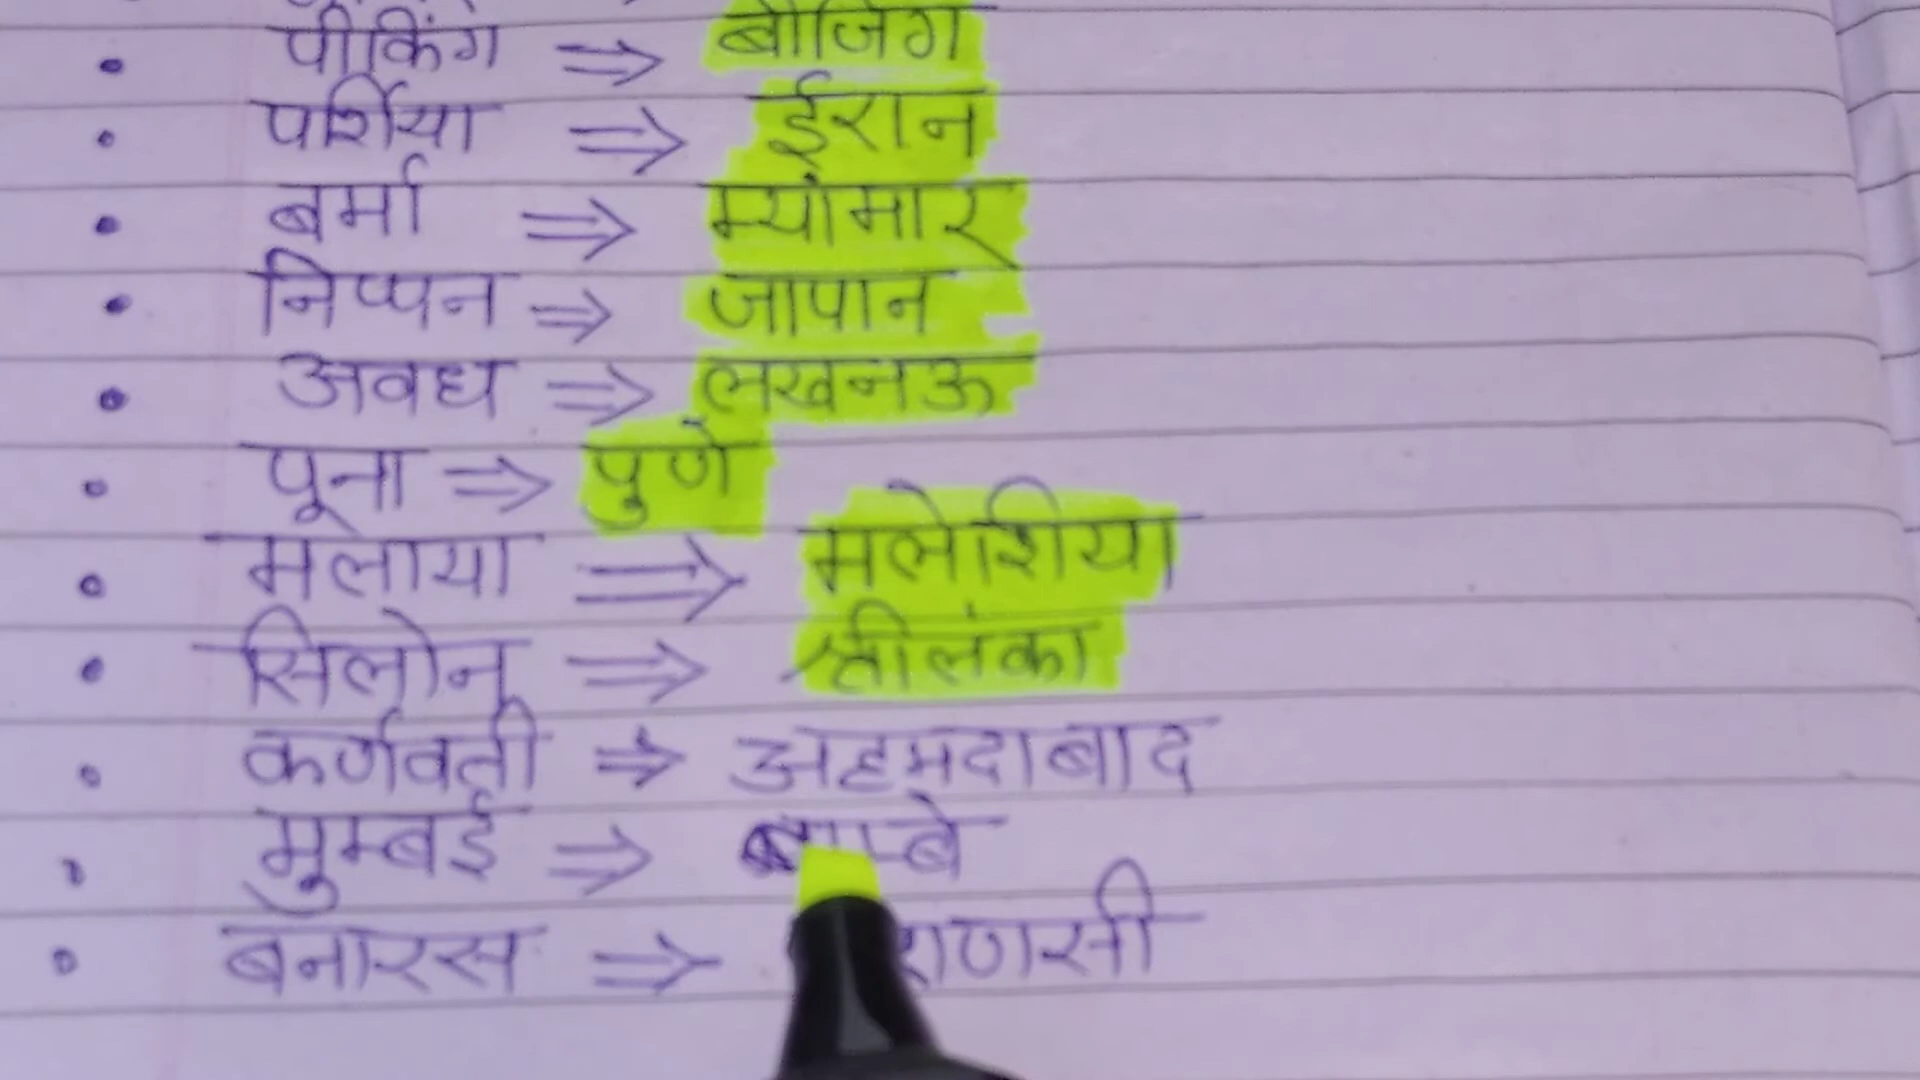 पीकिंग ⇒ बीजिंग
पर्शिया ⇒ ईरान
बर्मा ⇒ म्यांमार
निप्पन ⇒ जापान
अवध ⇒ लखनऊ
पूना ⇒ पुणे
मलाया ⇒ मलेशिया
सिलोन ⇒ श्रीलंका
कर्णवती ⇒ अहमदाबाद
मुम्बई ⇒
बनारस ⇒